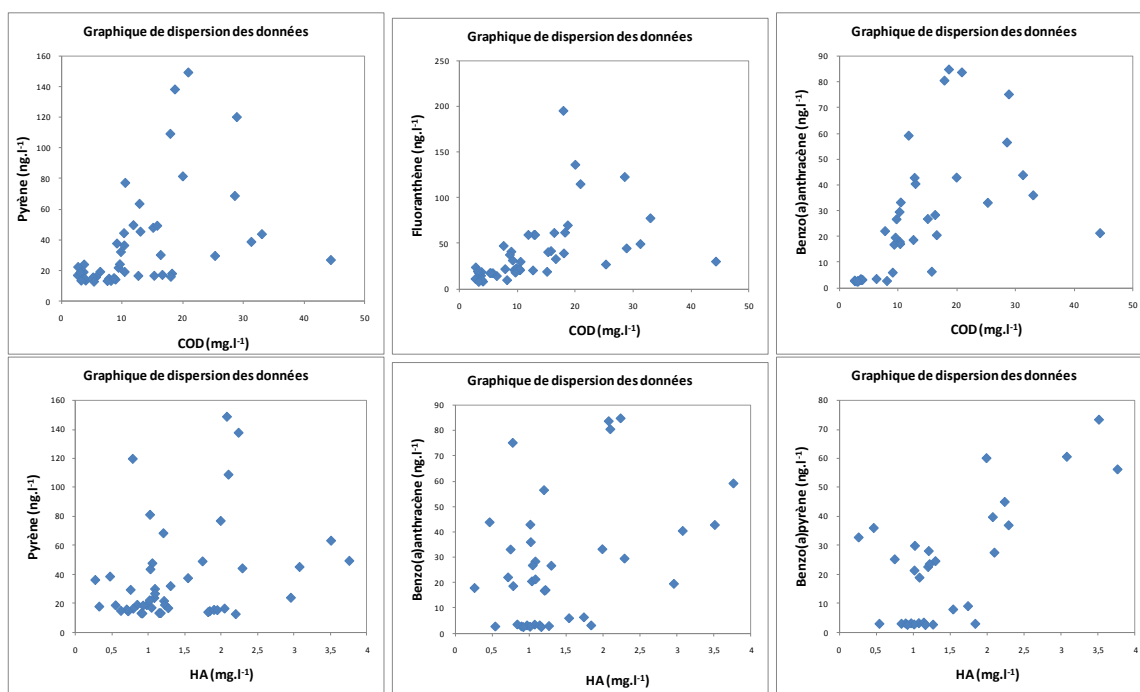 Graphique de dispersion des données
160
140
120
100
80
60
40
20
0
Pyrène (ng.l-1)
0 10 20 30 40 50
COD (mg.l-1)
Graphique de dispersion des données
250
200
150
100
50
0
Fluoranthène (ng.l-1)
0 10 20 30 40 50
COD (mg.l-1)
Graphique de dispersion des données
90
80
70
60
50
40
30
20
10
0
Benzo(a)anthracène (ng.l-1)
0 10 20 30 40 50
COD (mg.l-1)
Graphique de dispersion des données
160
140
120
100
80
60
40
20
0
Pyrène (ng.l-1)
0 0,5 1 1,5 2 2,5 3 3,5 4
HA (mg.l-1)
Graphique de dispersion des données
90
80
70
60
50
40
30
20
10
0
Benzo(a)anthracène (ng.l-1)
0 0,5 1 1,5 2 2,5 3 3,5 4
HA (mg.l-1)
Graphique de dispersion des données
80
70
60
50
40
30
20
10
0
Benzo(a)pyrène (ng.l-1)
0 0,5 1 1,5 2 2,5 3 3,5 4
HA (mg.l-1)